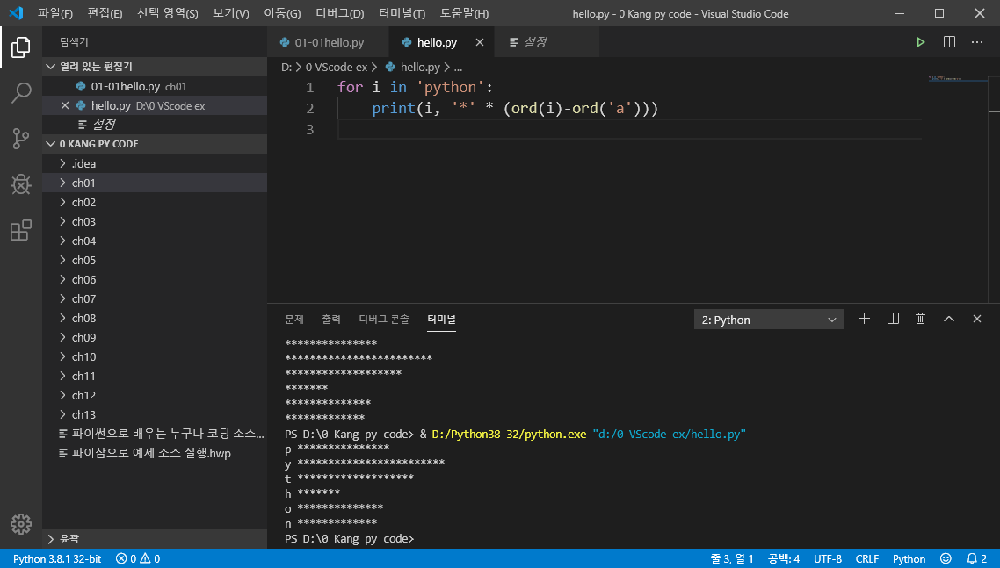 파일(F) 편집(E) 선택 영역(S) 보기(V) 이동(G) 디버그(D) 터미널(T) 도움말(H) hello.py - 0 Kang py code - Visual Studio Code
탐색기
열려 있는 편집기
01-01hello.py ch01
hello.py D:\0 VScode ex
설정
0 KANG PY CODE
.idea
ch01
ch02
ch03
ch04
ch05
ch06
ch07
ch08
ch09
ch10
ch11
ch12
ch13
파이썬으로 배우는 누구나 코딩 소스...
파이참으로 예제 소스 실행.hwp
윤곽
01-01hello.py hello.py 설정
D: > 0 VScode ex > hello.py > ...
1 for i in 'python':
2 print(i, '*' * (ord(i)-ord('a')))
3
문제 출력 디버그 콘솔 터미널 2: Python
***************
************************
*******************
*******
**************
*************
PS D:\0 Kang py code> & D:/Python38-32/python.exe "d:/0 VScode ex/hello.py"
p ***************
y ************************
t *******************
h *******
o **************
n *************
PS D:\0 Kang py code>
Python 3.8.1 32-bit 0 0 줄 3, 열 1 공백: 4 UTF-8 CRLF Python 2